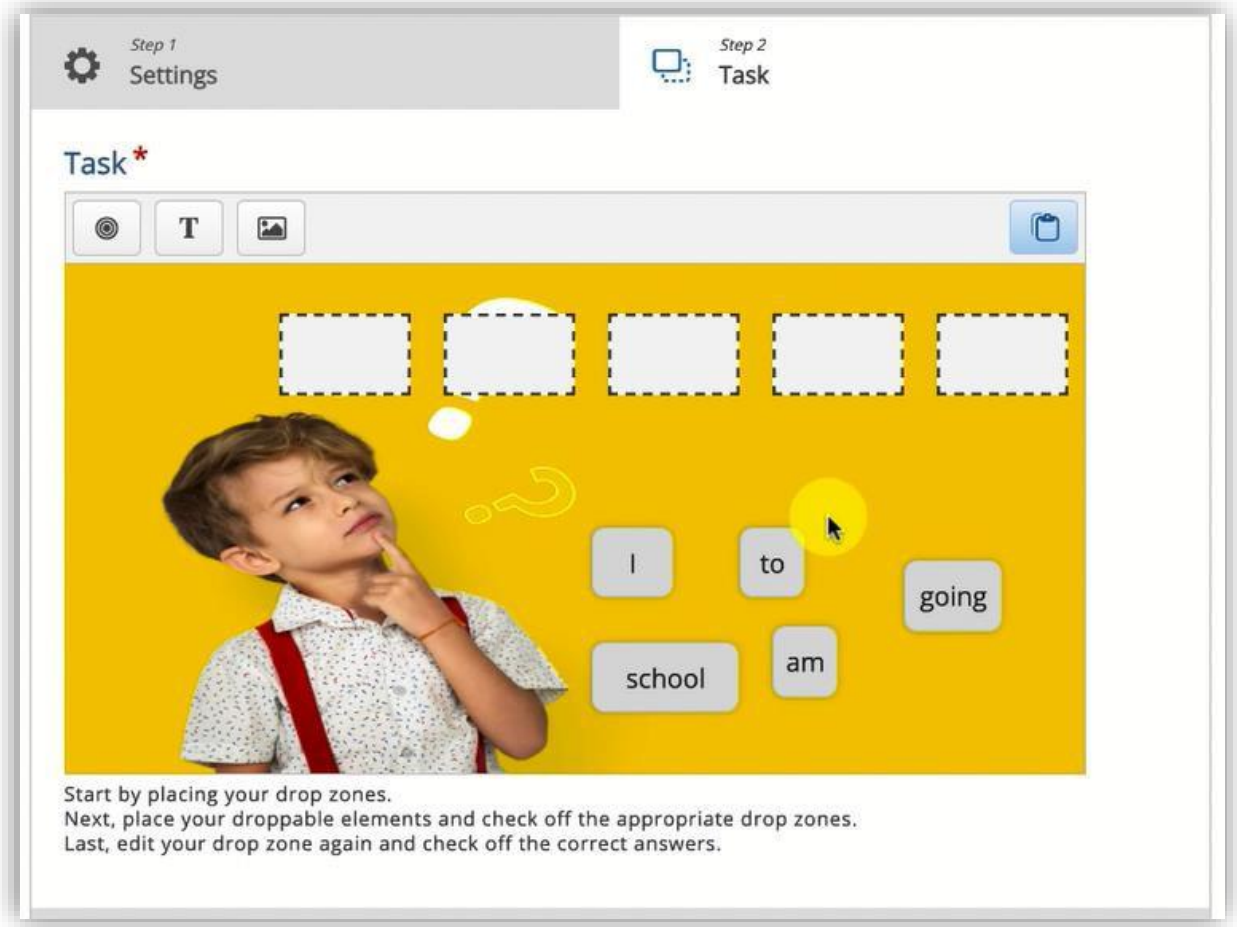 Step 1
Settings
Step 2
Task
Task*
T
I
to
going
school
am
Start by placing your drop zones.
Next, place your droppable elements and check off the appropriate drop zones.
Last, edit your drop zone again and check off the correct answers.